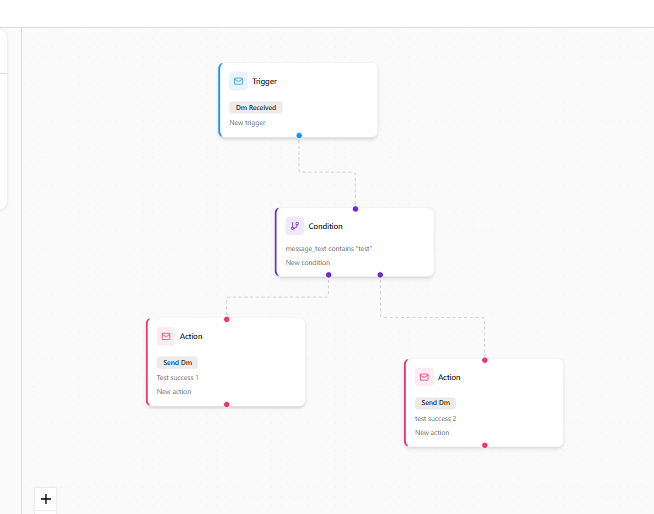 Trigger
Dm Received
New trigger
Condition
message_text contains "test"
New condition
Action
Send Dm
Test success 1
New action
Action
Send Dm
test success 2
New action